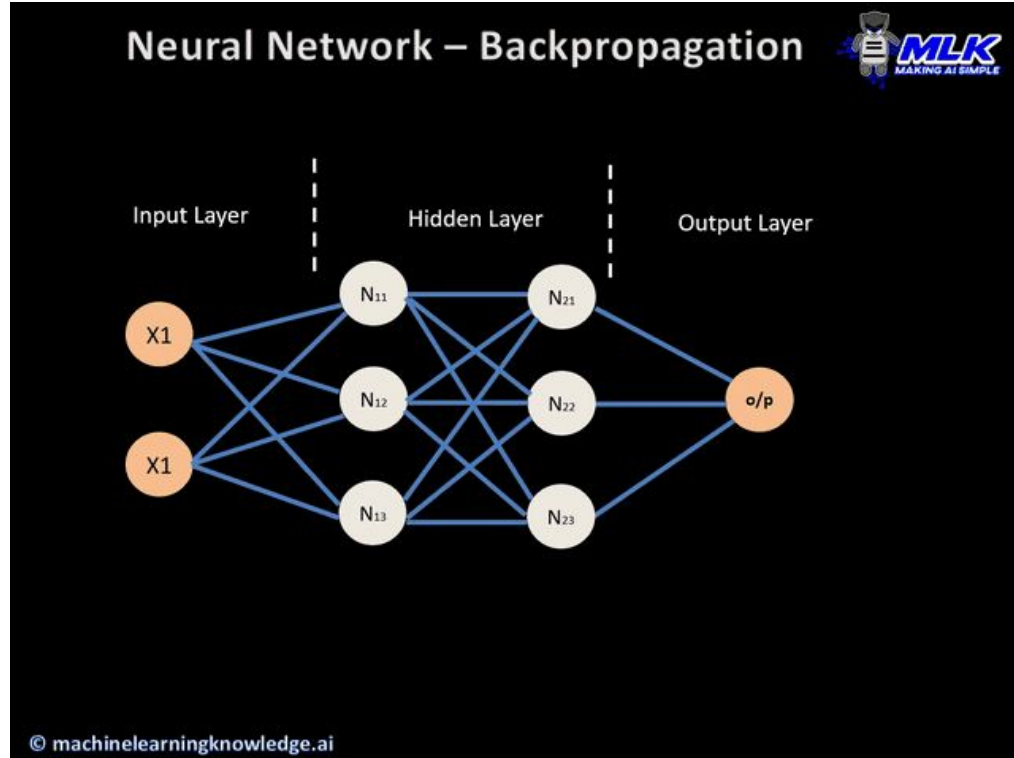 Neural Network – Backpropagation
MLK
MAKING AI SIMPLE
Input Layer
Hidden Layer
Output Layer
N₁₁
N₂₁
X1
N₁₂
N₂₂
o/p
X1
N₁₃
N₂₃
© machinelearningknowledge.ai